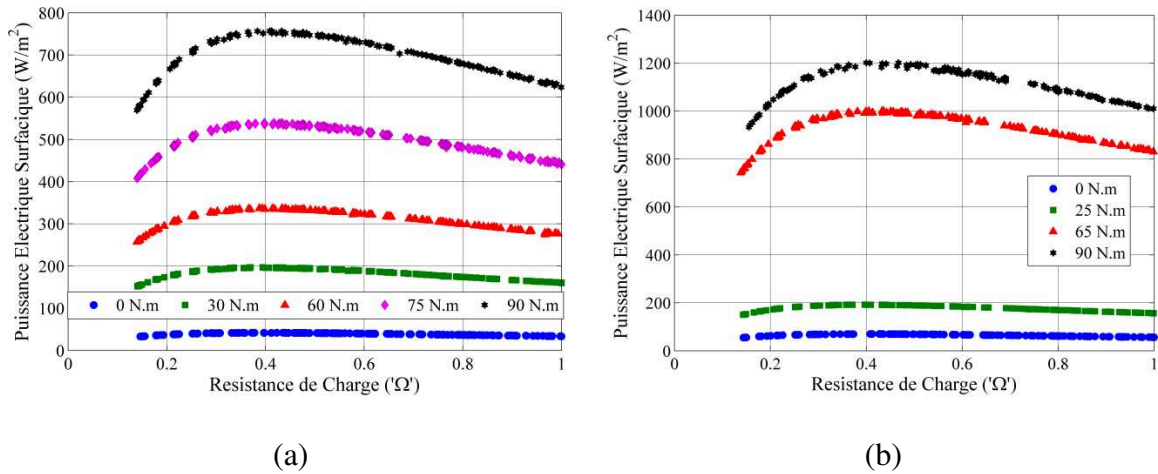 Puissance Electrique Surfacique (W/m²)
800
700
600
500
400
300
200
100
0
0 N.m 30 N.m 60 N.m 75 N.m 90 N.m
0 0.2 0.4 0.6 0.8 1
Resistance de Charge ('Ω')
(a)
Puissance Electrique Surfacique (W/m²)
1400
1200
1000
800
600
400
200
0
0 N.m
25 N.m
65 N.m
90 N.m
0 0.2 0.4 0.6 0.8 1
Resistance de Charge ('Ω')
(b)